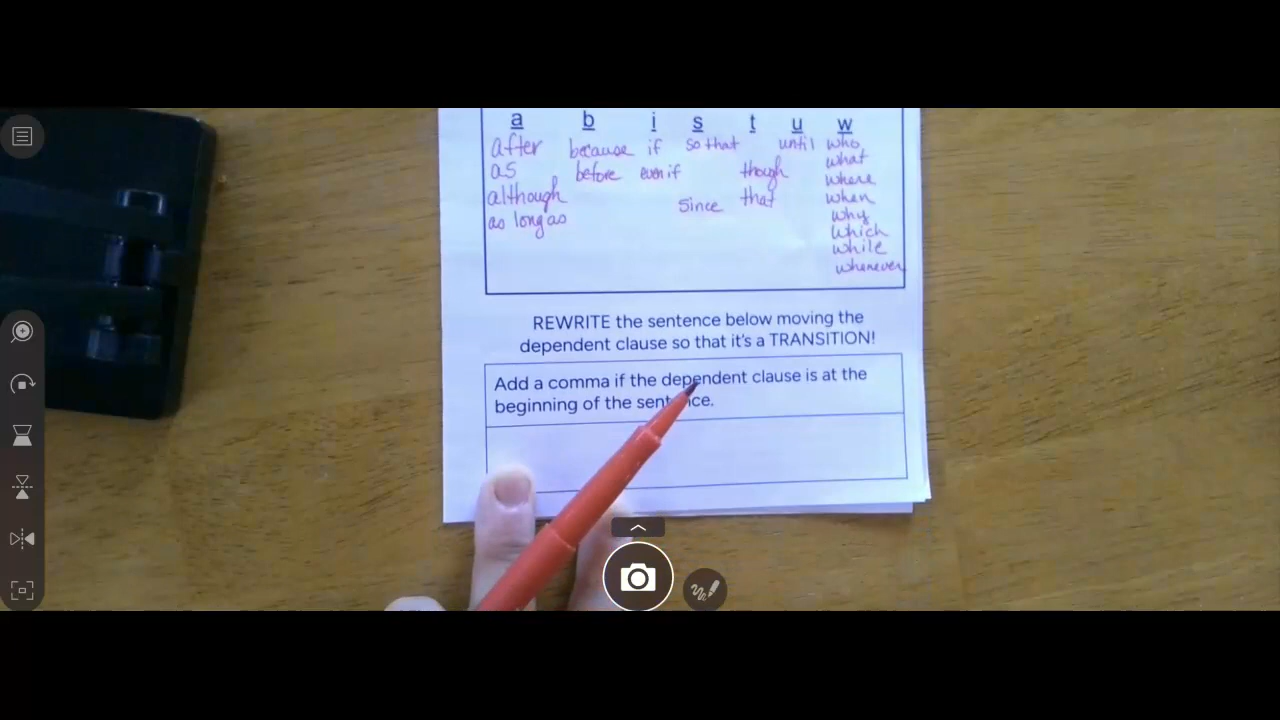 a b i s t u w
after because if so that until who
what
as before even if though where
although since that when
as long as why
which
while
whenever
REWRITE the sentence below moving the
dependent clause so that it's a TRANSITION!
Add a comma if the dependent clause is at the
beginning of the sentence.